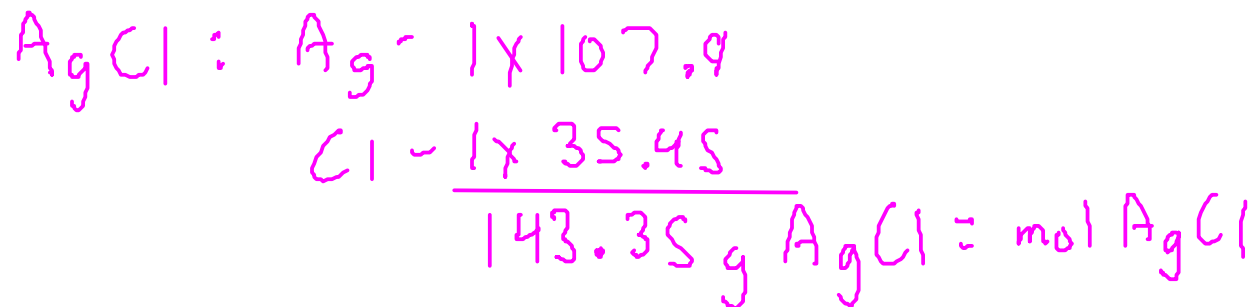 AgCl : Ag - 1x 107.9
Cl - 1x 35.45
143.35 g AgCl = mol AgCl